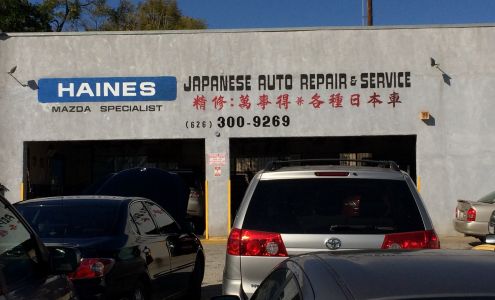 HAINES
MAZDA SPECIALIST
JAPANESE AUTO REPAIR & SERVICE
精修:萬事得*各種日本車
(626) 300-9269